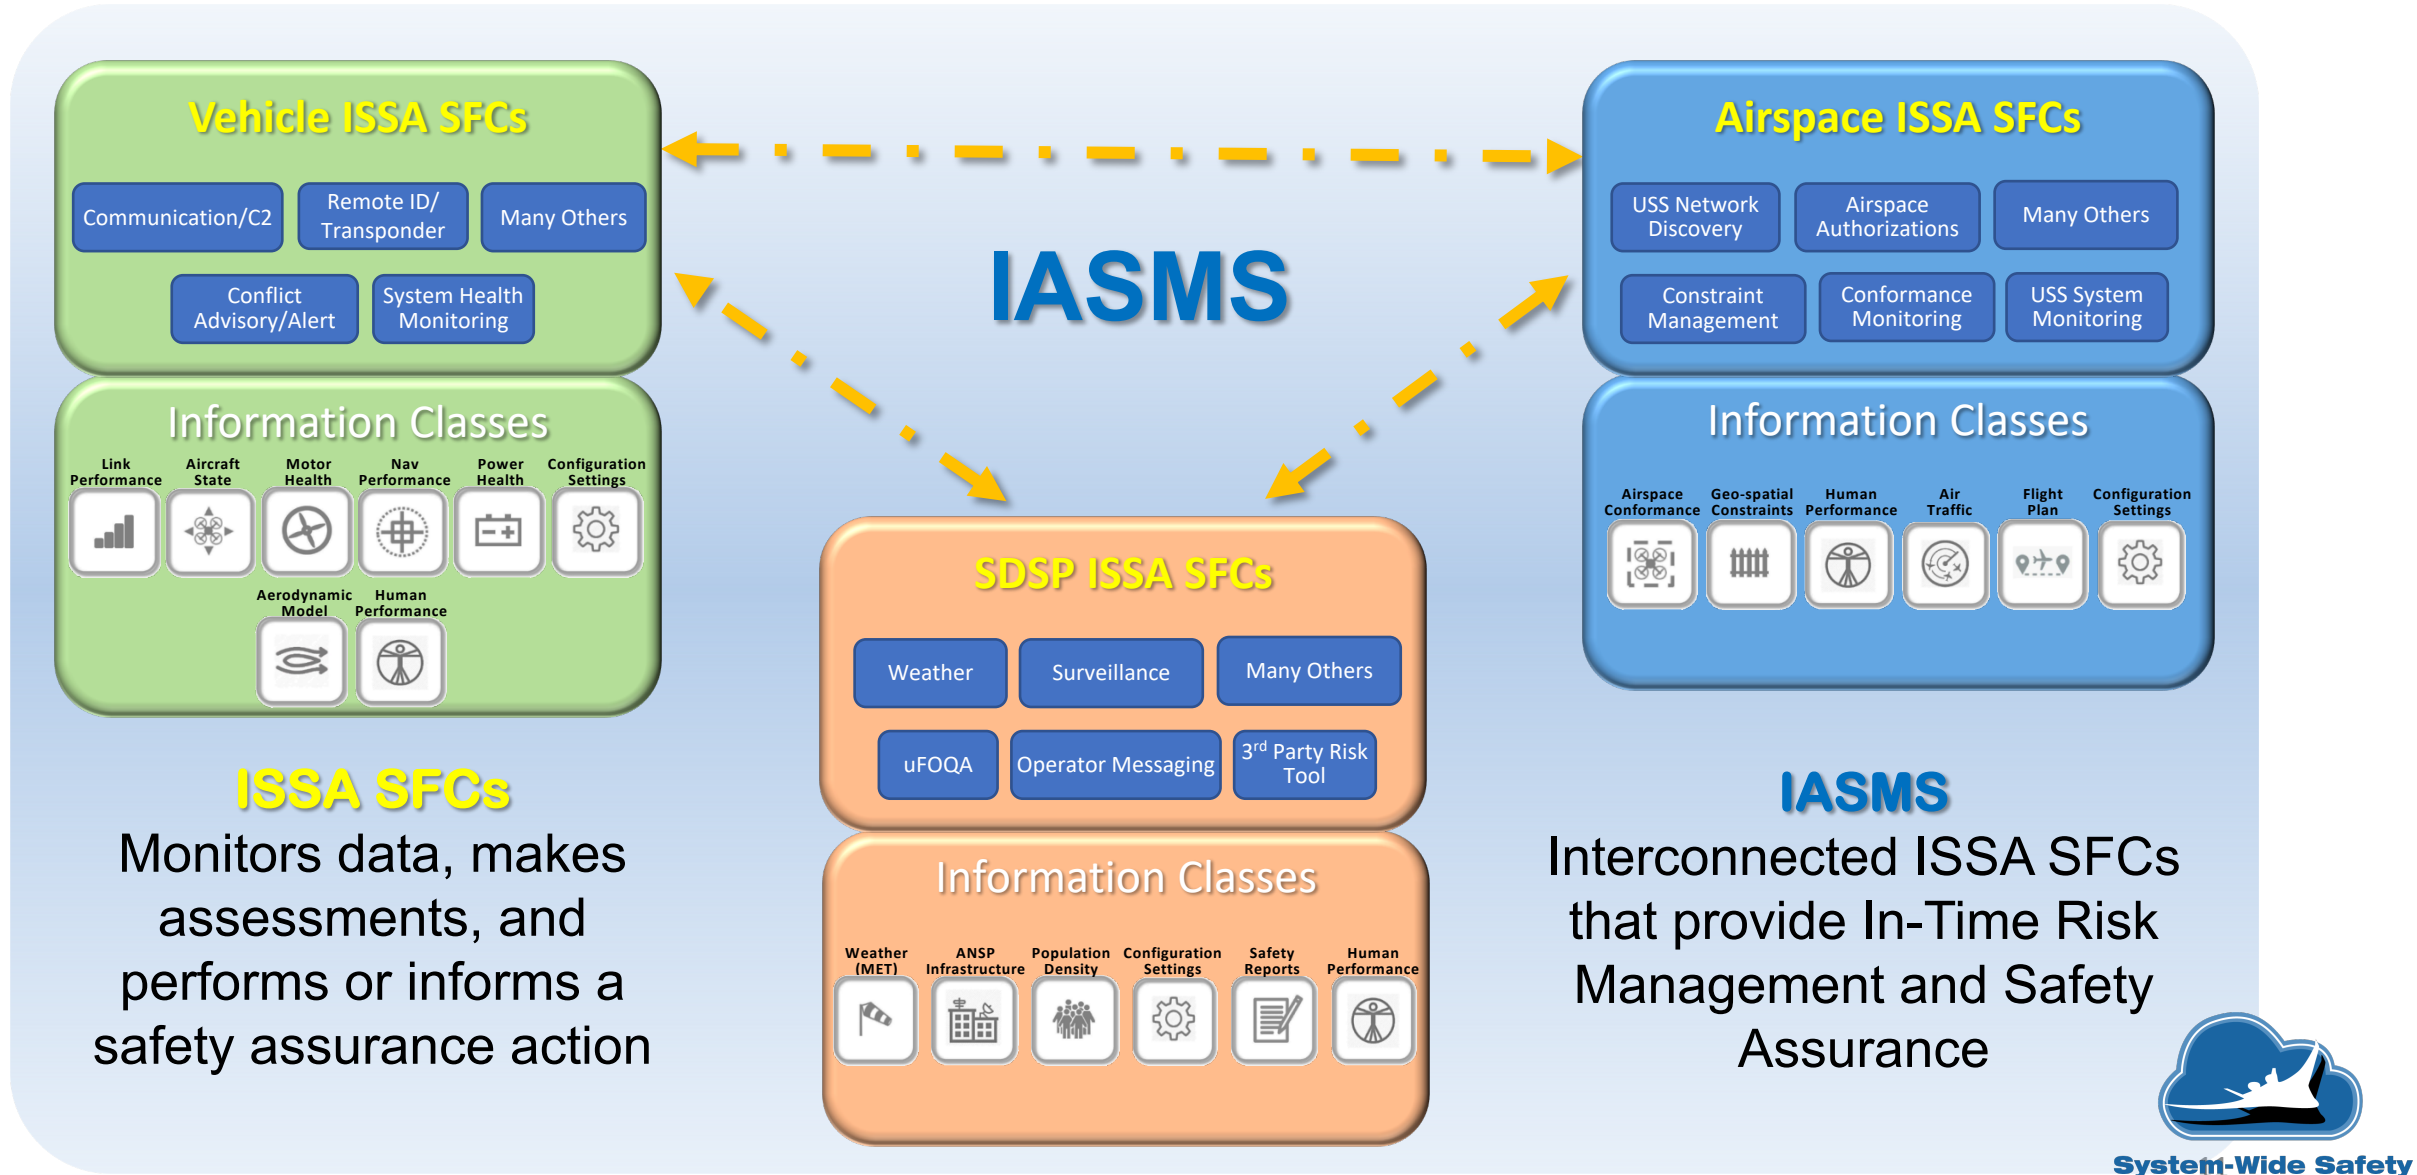 Vehicle ISSA SFCs
Communication/C2
Remote ID/
Transponder
Many Others
Conflict
Advisory/Alert
System Health
Monitoring
Information Classes
Link
Performance
Aircraft
State
Motor
Health
Nav
Performance
Power
Health
Configuration
Settings
Aerodynamic
Model
Human
Performance
IASMS
Airspace ISSA SFCs
USS Network
Discovery
Airspace
Authorizations
Many Others
Constraint
Management
Conformance
Monitoring
USS System
Monitoring
Information Classes
Airspace
Conformance
Geo-spatial
Constraints
Human
Performance
Air
Traffic
Flight
Plan
Configuration
Settings
SDSP ISSA SFCs
Weather
Surveillance
Many Others
uFOQA
Operator Messaging
3rd Party Risk
Tool
Information Classes
Weather
(MET)
ANSP
Infrastructure
Population
Density
Configuration
Settings
Safety
Reports
Human
Performance
ISSA SFCs
Monitors data, makes
assessments, and
performs or informs a
safety assurance action
IASMS
Interconnected ISSA SFCs
that provide In-Time Risk
Management and Safety
Assurance
System-Wide Safety